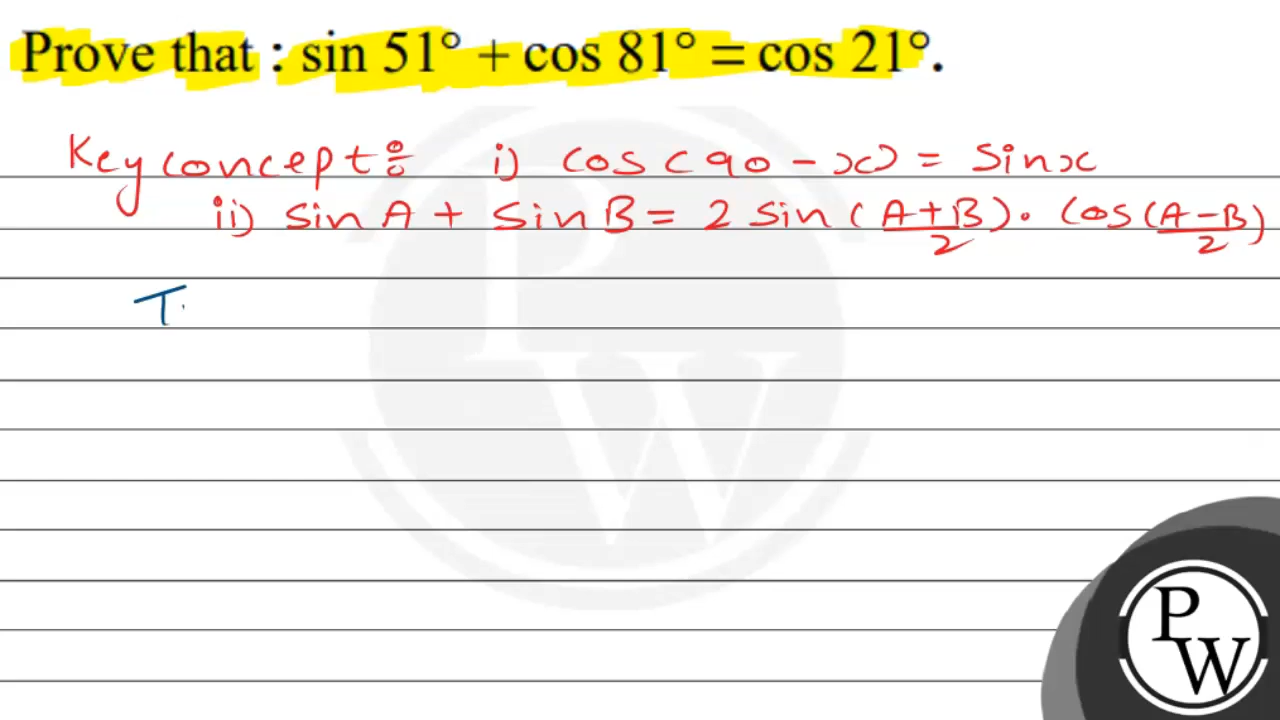 Prove that : sin 51° + cos 81° = cos 21°.
Key concept: i) cos(90 - x) = sinx
ii) sin A + sin B = 2 sin (A+B)/2 . cos (A-B)/2
T
P
W
P
W